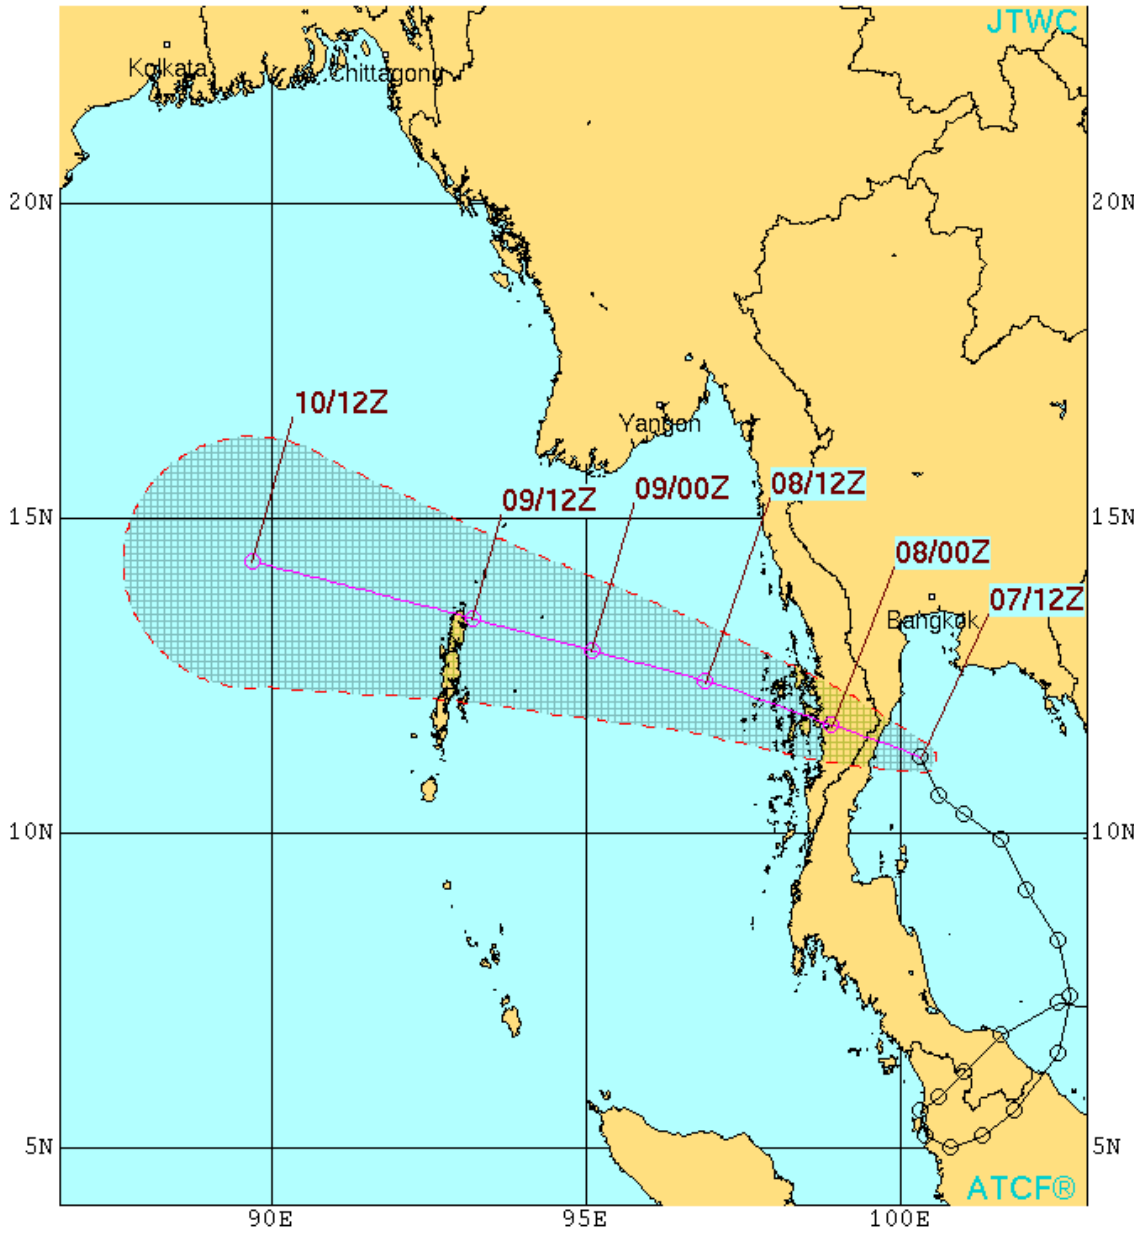 JTWC
Kolkata
Chittagong
20N
20N
10/12Z
Yangon
09/12Z
09/00Z
08/12Z
15N
15N
08/00Z
07/12Z
Bangkok
10N
10N
5N
5N
ATCF®
90E
95E
100E